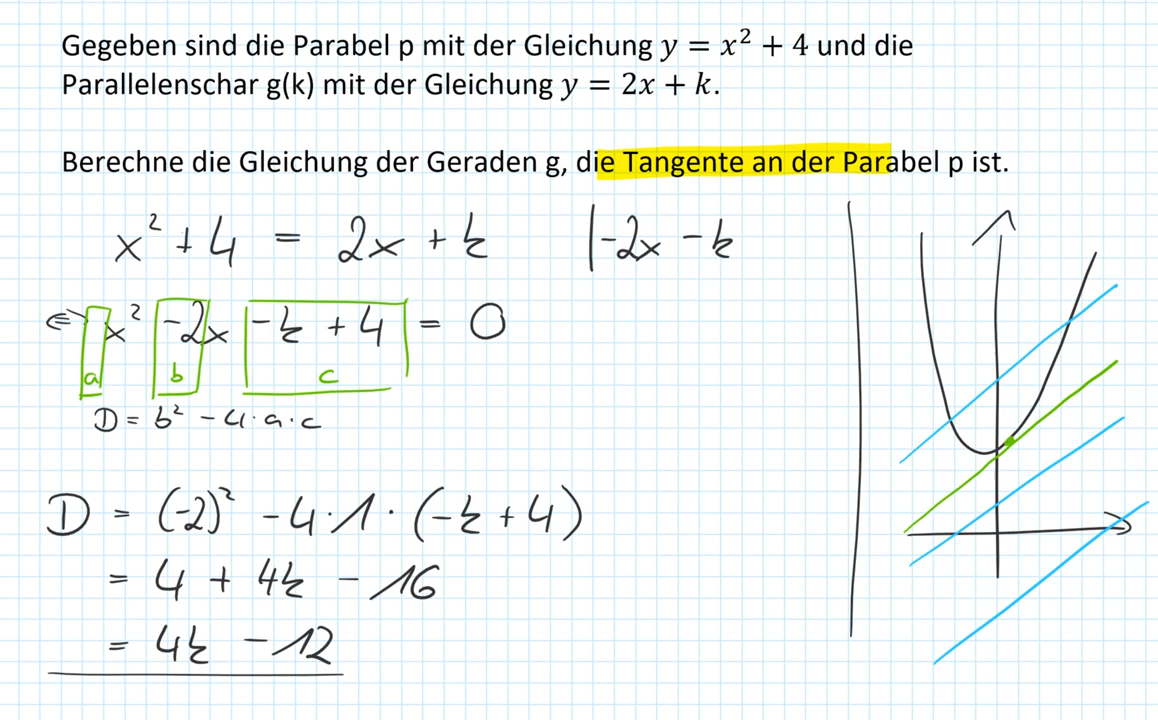 Gegeben sind die Parabel p mit der Gleichung y = x² + 4 und die
Parallelenschar g(k) mit der Gleichung y = 2x + k.
Berechne die Gleichung der Geraden g, die Tangente an der Parabel p ist.
x² + 4 = 2x + k |-2x - k
⇔ x² -2x -k + 4 = 0
a b c
D = b² - 4·a·c
D = (-2)² - 4·1·(-k + 4)
= 4 + 4k - 16
= 4k - 12